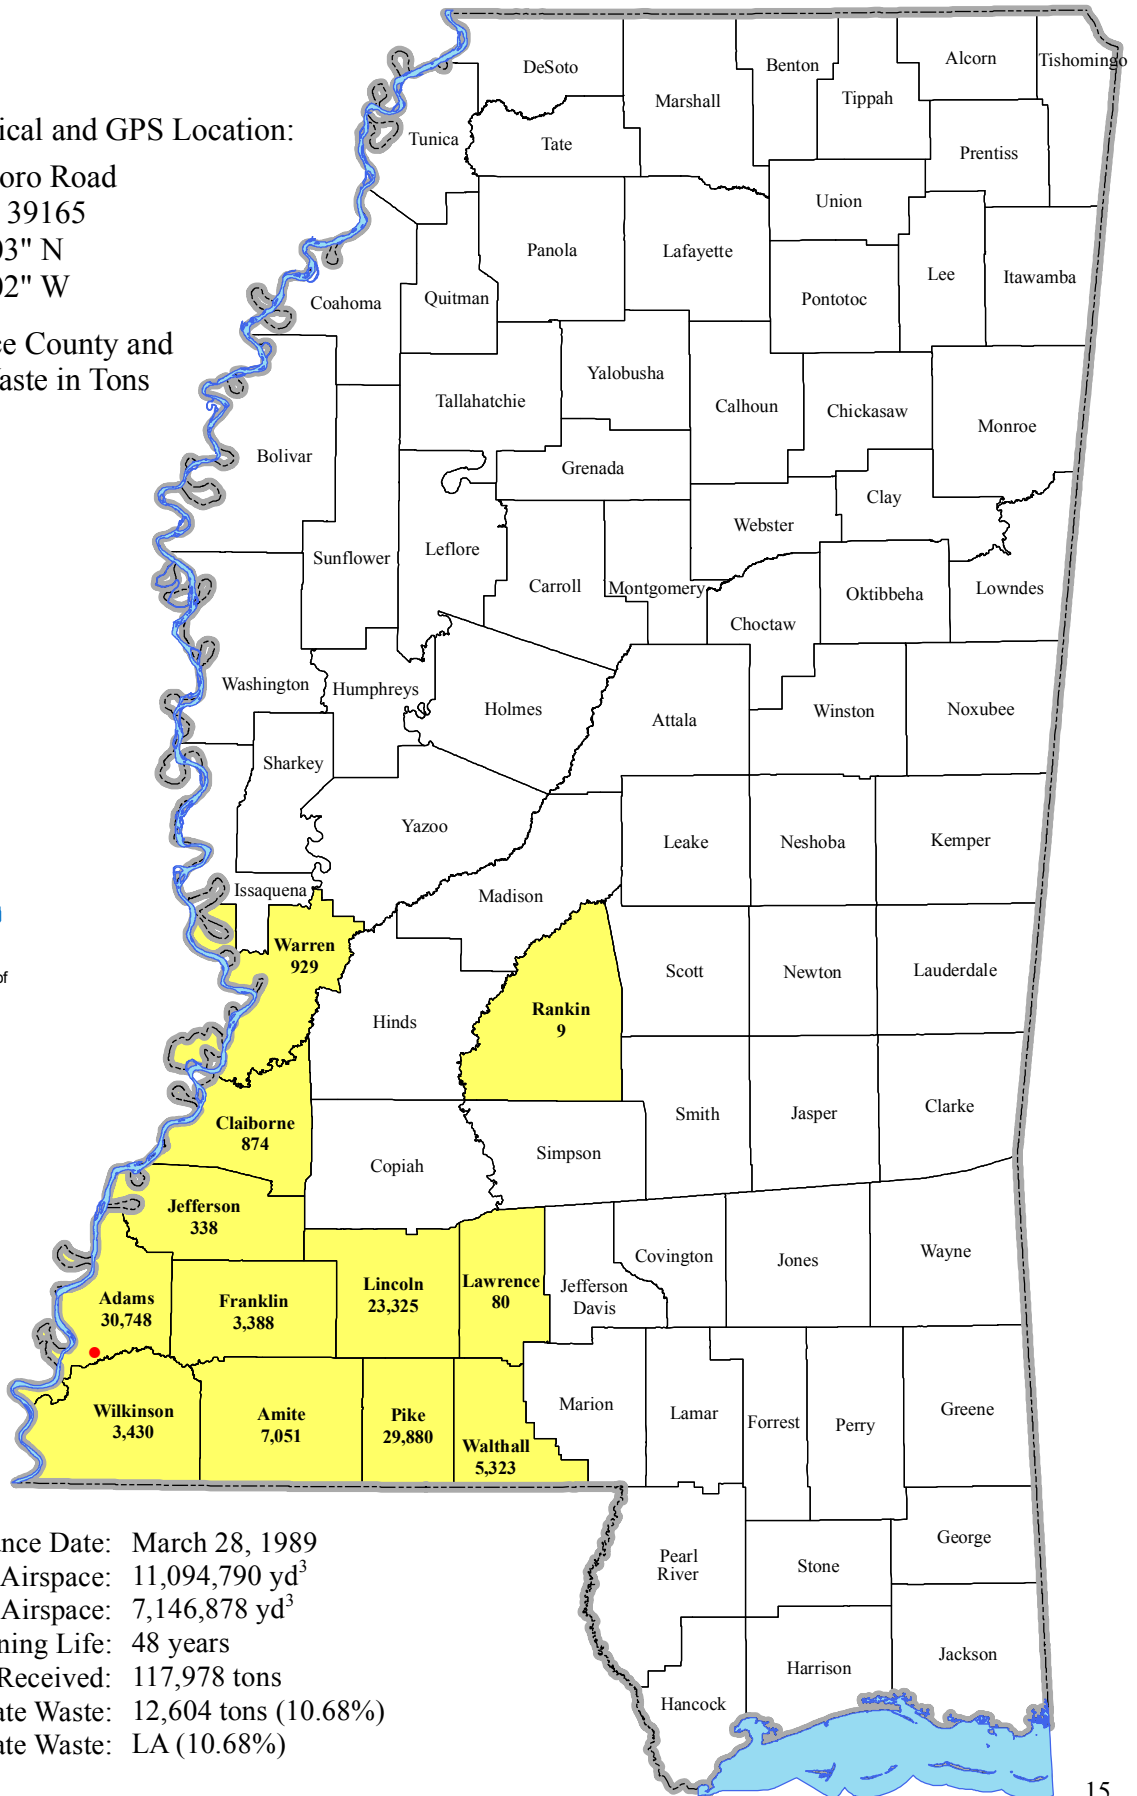 ical and GPS Location:
oro Road
39165
03" N
02" W
ce County and
Waste in Tons
of
DeSoto
Marshall
Benton
Tippah
Alcorn
Tishomingo
Tunica
Tate
Prentiss
Union
Panola
Lafayette
Lee
Itawamba
Pontotoc
Coahoma
Quitman
Yalobusha
Tallahatchie
Calhoun
Chickasaw
Monroe
Bolivar
Grenada
Clay
Webster
Sunflower
Leflore
Carroll
Montgomery
Oktibbeha
Lowndes
Choctaw
Washington
Humphreys
Holmes
Attala
Winston
Noxubee
Sharkey
Yazoo
Leake
Neshoba
Kemper
Issaquena
Madison
Warren
929
Scott
Newton
Lauderdale
Rankin
9
Hinds
Claiborne
874
Smith
Jasper
Clarke
Copiah
Simpson
Jefferson
338
Covington
Jones
Wayne
Adams
30,748
Franklin
3,388
Lincoln
23,325
Lawrence
80
Jefferson
Davis
Wilkinson
3,430
Amite
7,051
Pike
29,880
Walthall
5,323
Marion
Lamar
Forrest
Perry
Greene
George
Pearl
River
Stone
Jackson
Harrison
Hancock
nce Date: March 28, 1989
Airspace: 11,094,790 yd³
Airspace: 7,146,878 yd³
ning Life: 48 years
Received: 117,978 tons
ate Waste: 12,604 tons (10.68%)
ate Waste: LA (10.68%)
15